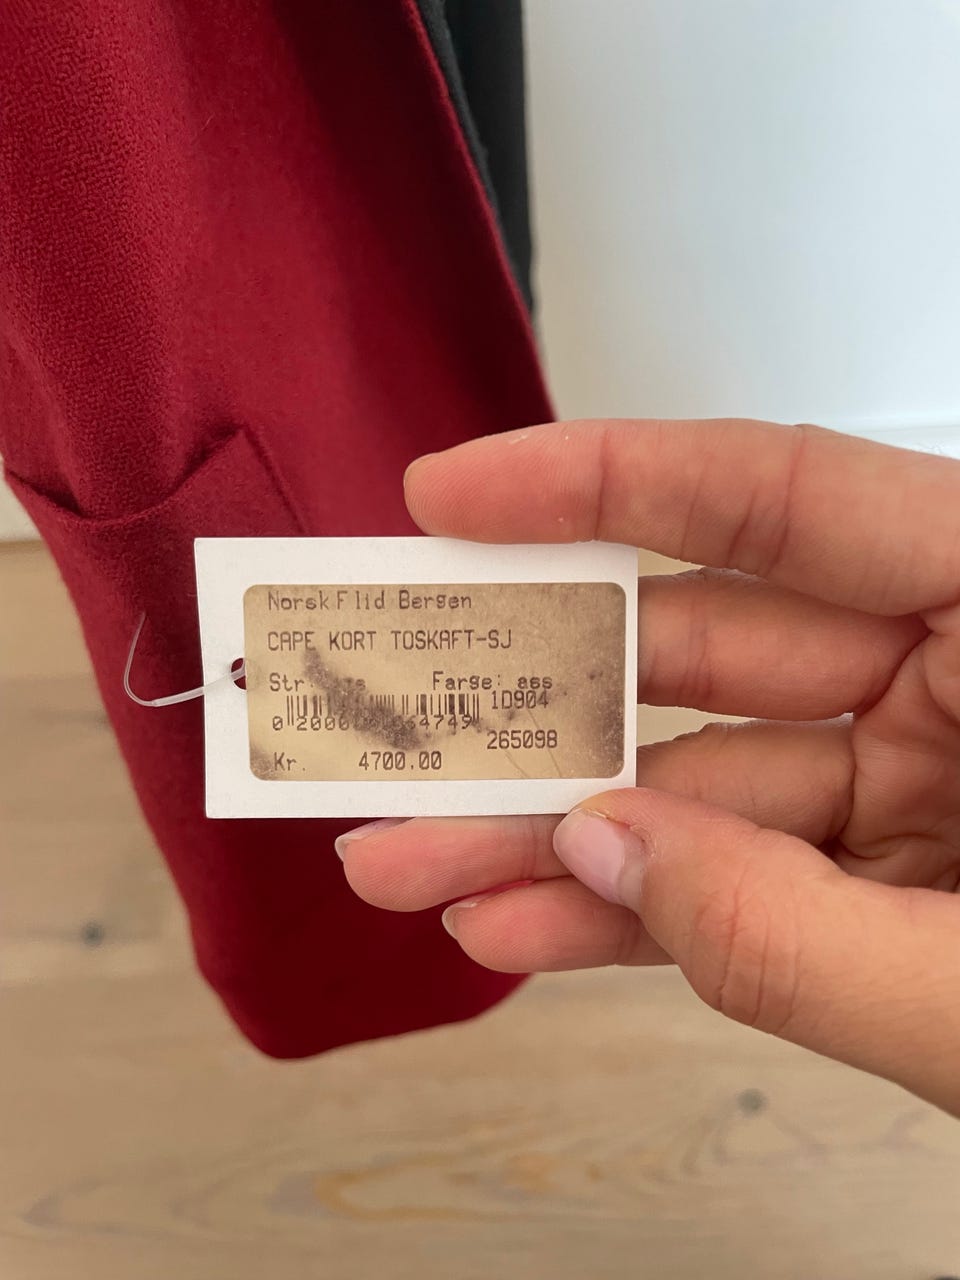 Norsk Flid Bergen
CAPE KORT TOSKAFT-SJ
Str: Farge: ass
1D904
265098
Kr. 4700.00